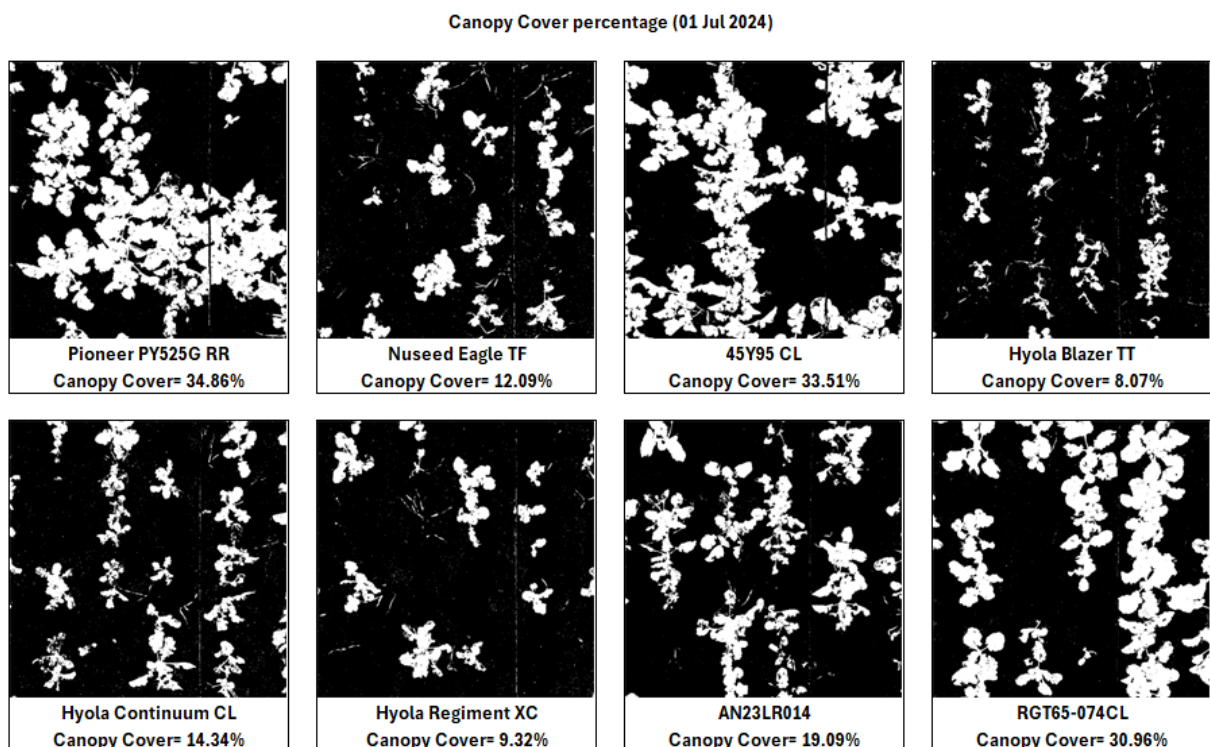 Canopy Cover percentage (01 Jul 2024)
Pioneer PY525G RR
Canopy Cover= 34.86%
Nuseed Eagle TF
Canopy Cover= 12.09%
45Y95 CL
Canopy Cover= 33.51%
Hyola Blazer TT
Canopy Cover= 8.07%
Hyola Continuum CL
Canopy Cover= 14.34%
Hyola Regiment XC
Canopy Cover= 9.32%
AN23LR014
Canopy Cover= 19.09%
RGT65-074CL
Canopy Cover= 30.96%